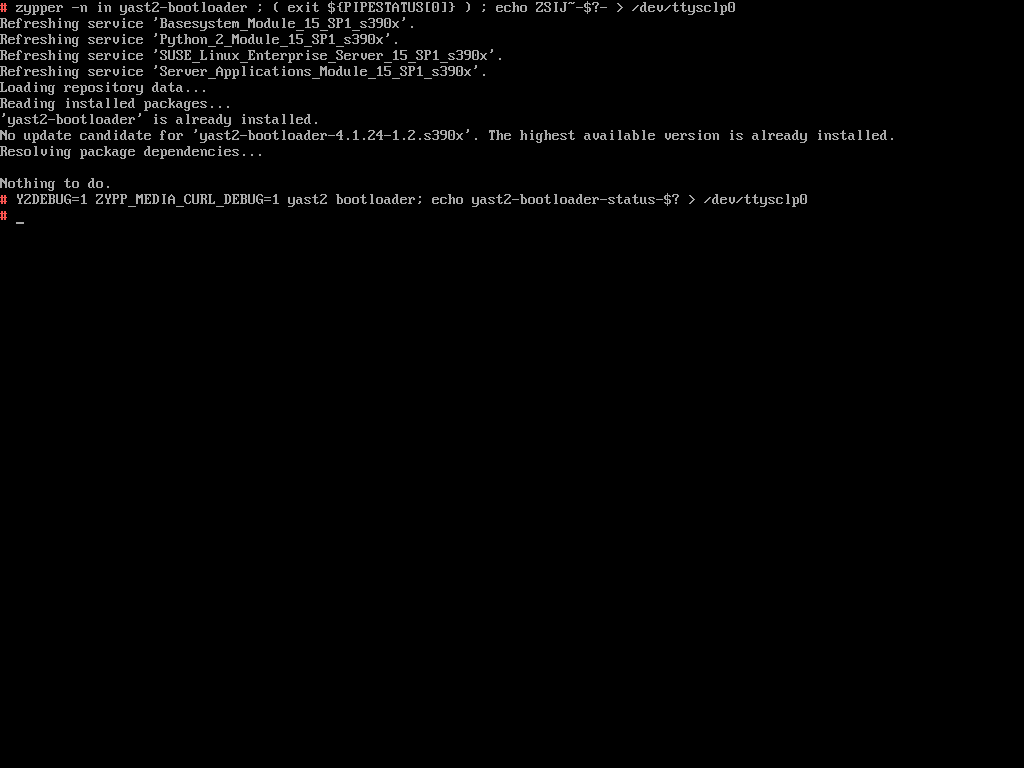 # zypper -n in yast2-bootloader ; ( exit ${PIPESTATUS[0]} ) ; echo ZSIJ~-$?- > /dev/ttysclp0
Refreshing service 'Basesystem_Module_15_SP1_s390x'.
Refreshing service 'Python_2_Module_15_SP1_s390x'.
Refreshing service 'SUSE_Linux_Enterprise_Server_15_SP1_s390x'.
Refreshing service 'Server_Applications_Module_15_SP1_s390x'.
Loading repository data...
Reading installed packages...
'yast2-bootloader' is already installed.
No update candidate for 'yast2-bootloader-4.1.24-1.2.s390x'. The highest available version is already installed.
Resolving package dependencies...
Nothing to do.
# Y2DEBUG=1 ZYPP_MEDIA_CURL_DEBUG=1 yast2 bootloader; echo yast2-bootloader-status-$? > /dev/ttysclp0
# _